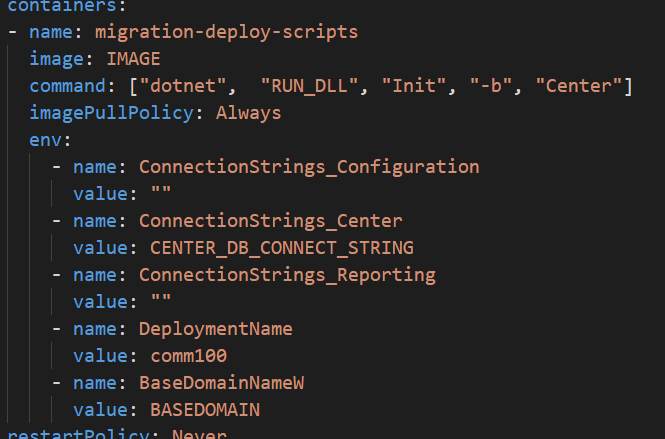 containers:
- name: migration-deploy-scripts
  image: IMAGE
  command: ["dotnet",  "RUN_DLL", "Init", "-b", "Center"]
  imagePullPolicy: Always
  env:
    - name: ConnectionStrings_Configuration
      value: ""
    - name: ConnectionStrings_Center
      value: CENTER_DB_CONNECT_STRING
    - name: ConnectionStrings_Reporting
      value: ""
    - name: DeploymentName
      value: comm100
    - name: BaseDomainNameW
      value: BASEDOMAIN
restartPolicy: Never